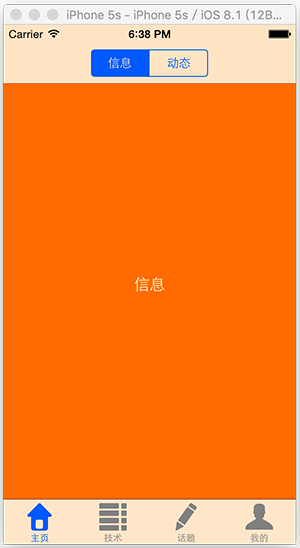 iPhone 5s - iPhone 5s / iOS 8.1 (12B...
Carrier 6:38 PM
信息 动态
信息
主页 技术 话题 我的